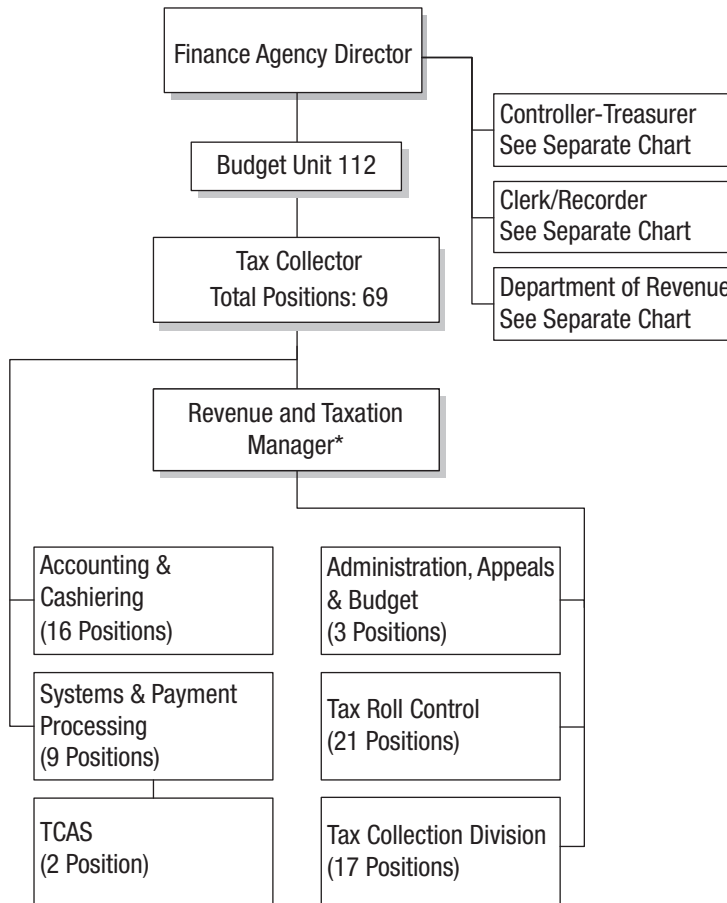 Finance Agency Director
Controller-Treasurer
See Separate Chart
Budget Unit 112
Clerk/Recorder
See Separate Chart
Tax Collector
Total Positions: 69
Department of Revenue
See Separate Chart
Revenue and Taxation
Manager*
Accounting &
Cashiering
(16 Positions)
Administration, Appeals
& Budget
(3 Positions)
Systems & Payment
Processing
(9 Positions)
Tax Roll Control
(21 Positions)
TCAS
(2 Position)
Tax Collection Division
(17 Positions)